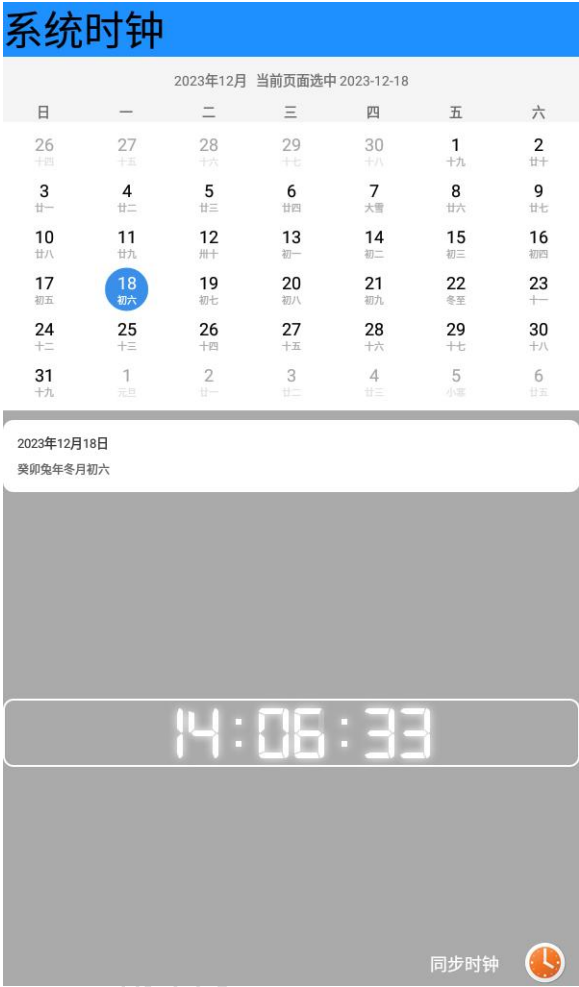 系统时钟
2023年12月 当前页面选中 2023-12-18
日 一 二 三 四 五 六
26 27 28 29 30 1 2
十四 十五 十六 十七 十八 十九 廿十
3 4 5 6 7 8 9
廿一 廿二 廿三 廿四 大雪 廿六 廿七
10 11 12 13 14 15 16
廿八 廿九 卅十 初一 初二 初三 初四
17 18 19 20 21 22 23
初五 初六 初七 初八 初九 冬至 十一
24 25 26 27 28 29 30
十二 十三 十四 十五 十六 十七 十八
31 1 2 3 4 5 6
十九 元旦 廿一 廿二 廿三 小寒 廿五
2023年12月18日
癸卯兔年冬月初六
14:06:33
同步时钟